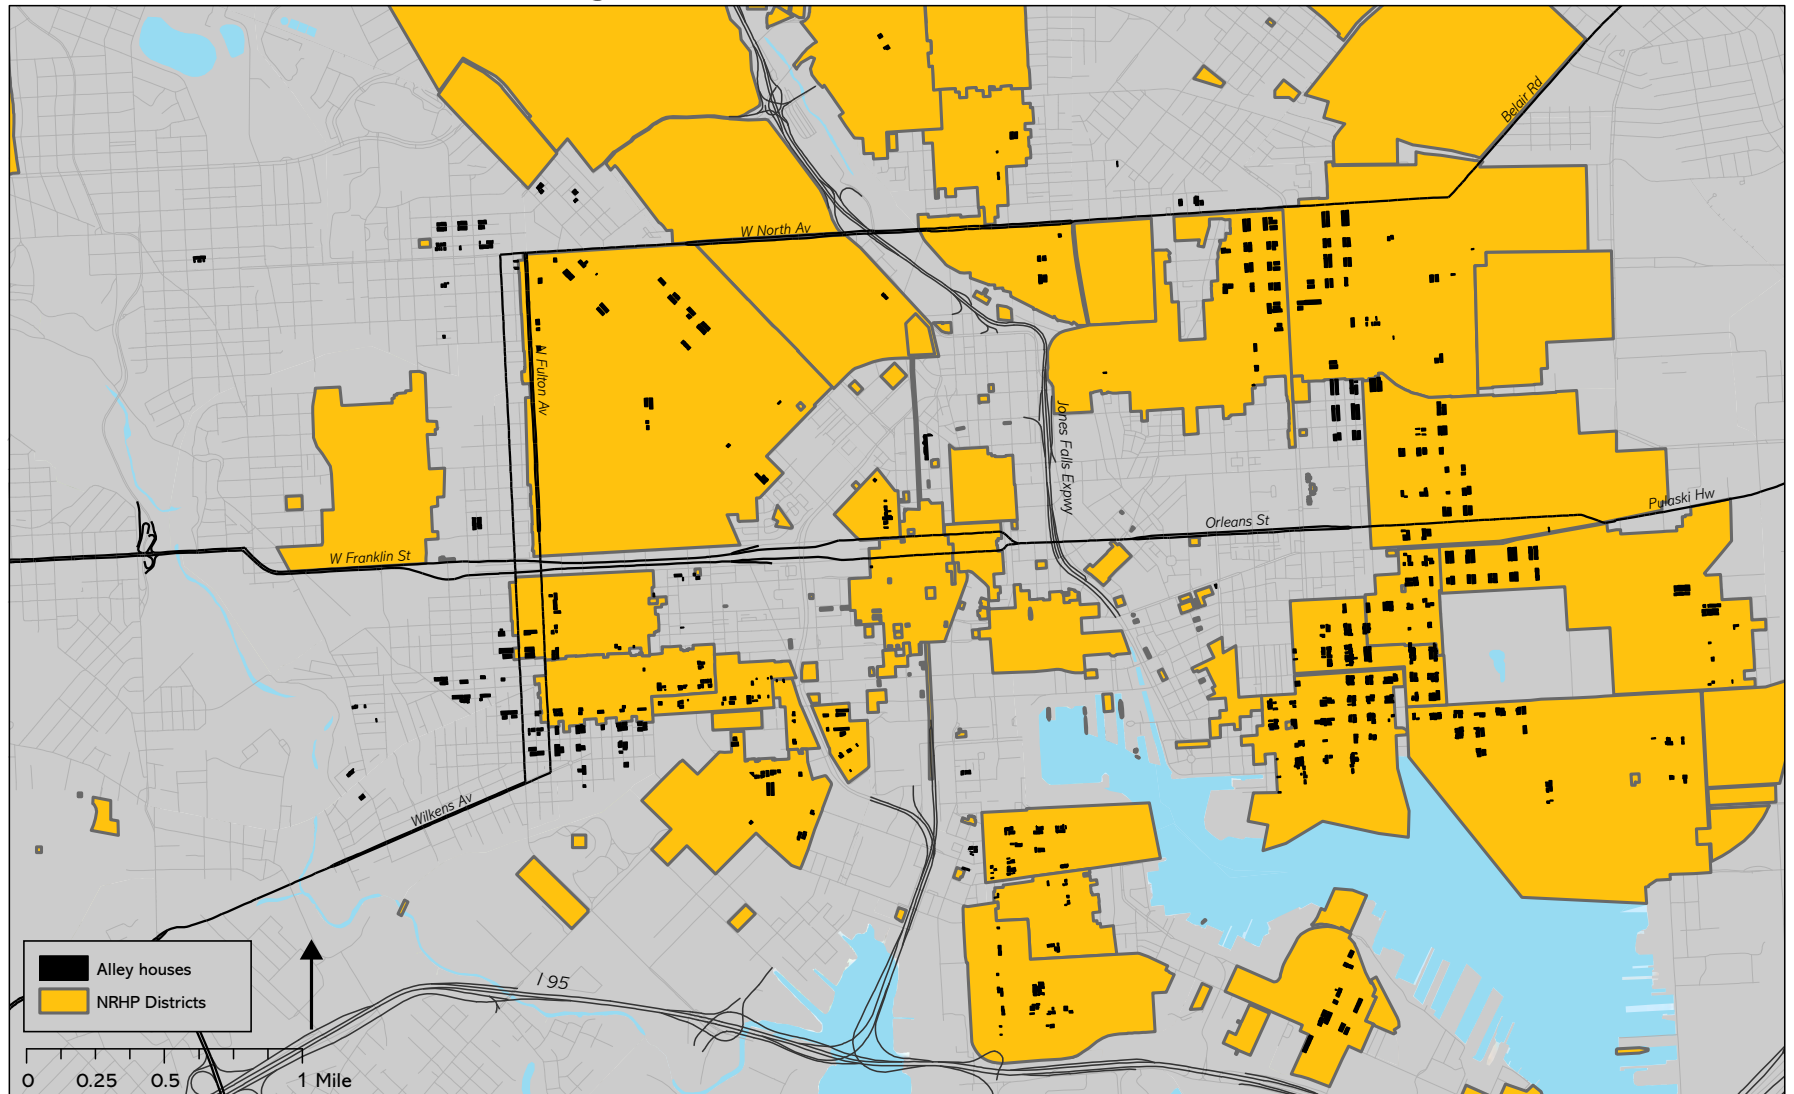 Belair Rd
W North Av
N Fulton Av
Jones Falls Expwy
Pulaski Hw
Orleans St
W Franklin St
Wilkens Av
I 95
Alley houses
NRHP Districts
0 0.25 0.5 1 Mile